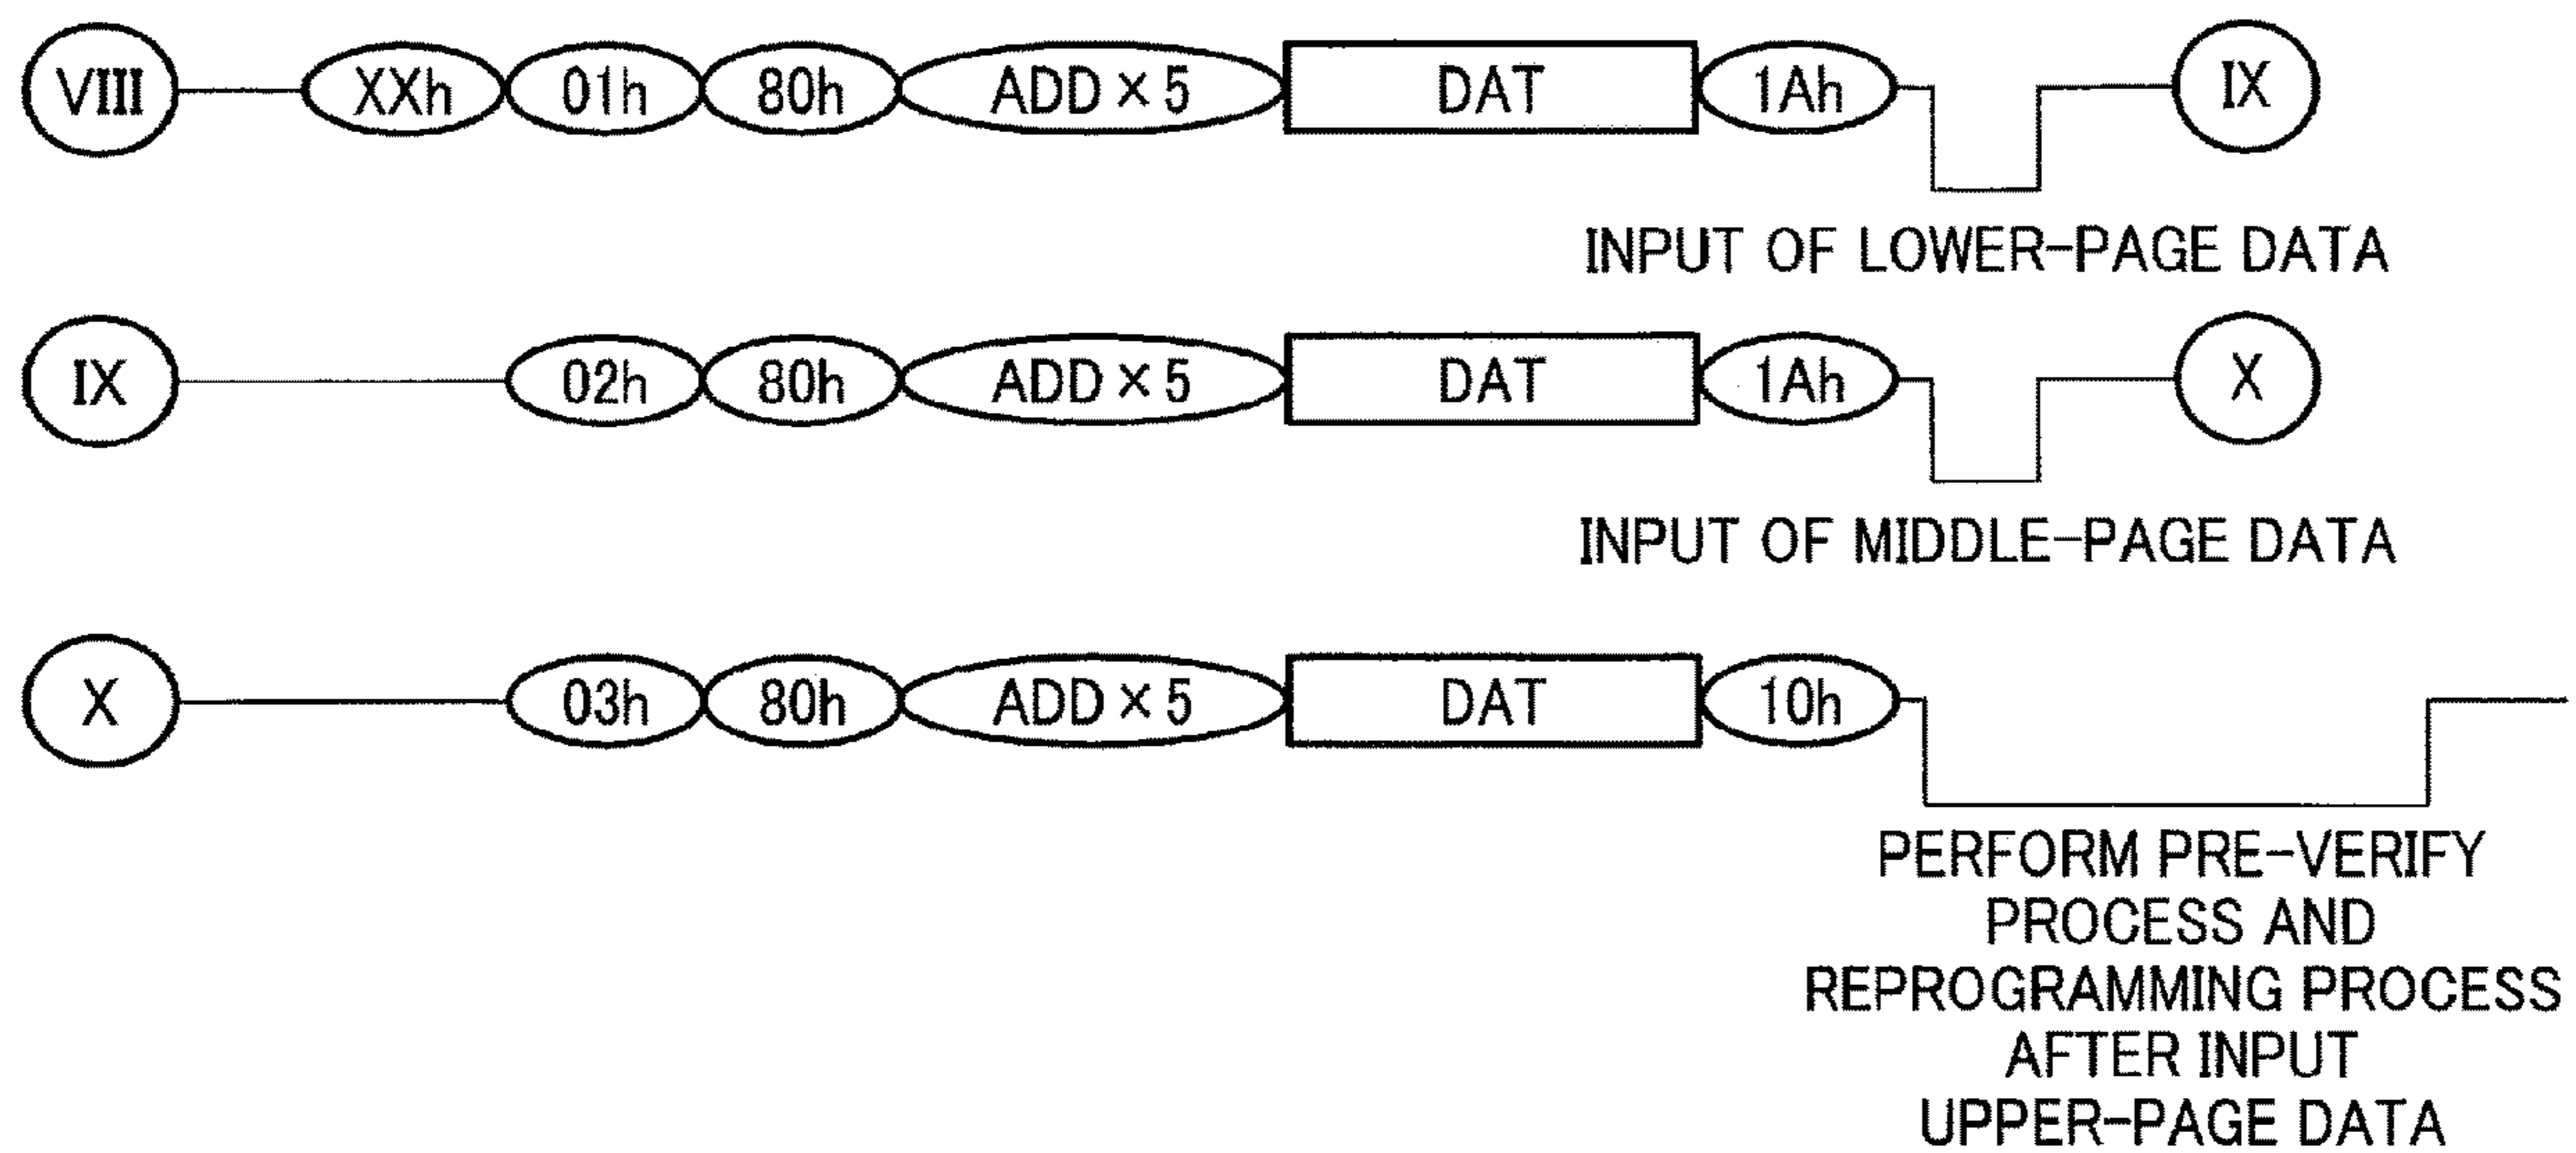 VIII XXh 01h 80h ADD × 5 DAT 1Ah IX
INPUT OF LOWER-PAGE DATA
IX 02h 80h ADD × 5 DAT 1Ah X
INPUT OF MIDDLE-PAGE DATA
X 03h 80h ADD × 5 DAT 10h
PERFORM PRE-VERIFY
PROCESS AND
REPROGRAMMING PROCESS
AFTER INPUT
UPPER-PAGE DATA